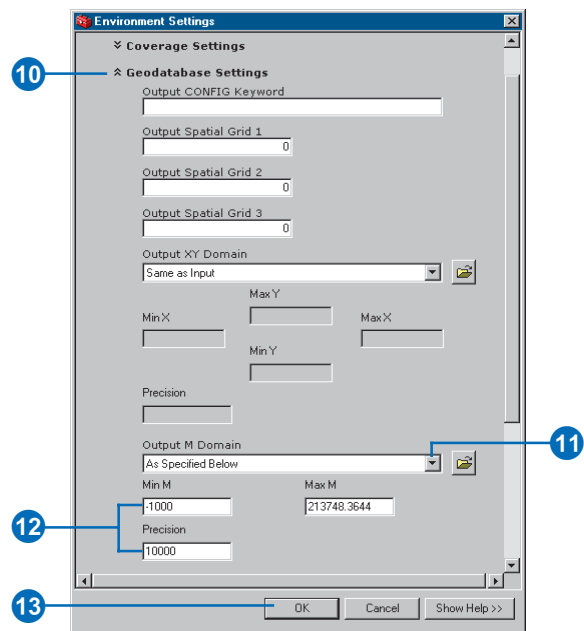 Environment Settings
Coverage Settings
10
Geodatabase Settings
Output CONFIG Keyword
Output Spatial Grid 1
0
Output Spatial Grid 2
0
Output Spatial Grid 3
0
Output XY Domain
Same as Input
Max Y
Min X
Max X
Min Y
Precision
Output M Domain
11
As Specified Below
Min M
Max M
-1000
213748.3644
12
Precision
10000
13
OK
Cancel
Show Help >>